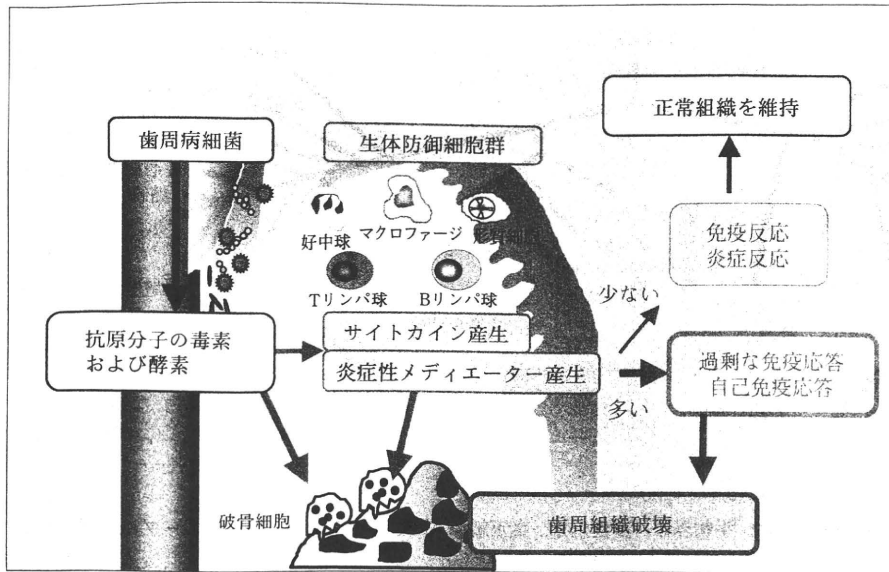 正常組織を維持
歯周病細菌
生体防御細胞群
免疫反応
炎症反応
好中球
マクロファージ
形質細胞
Tリンパ球
Bリンパ球
少ない
抗原分子の毒素
および酵素
サイトカイン産生
炎症性メディエーター産生
過剰な免疫応答
自己免疫応答
多い
破骨細胞
歯周組織破壊